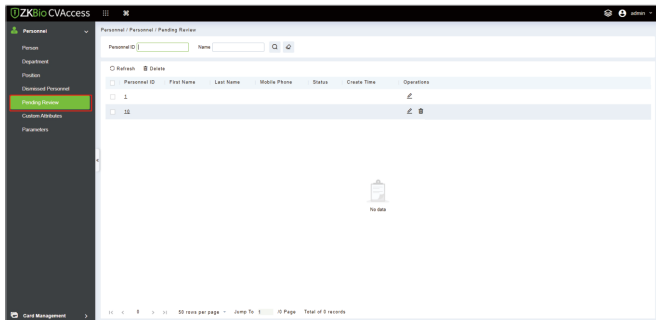 ZKBio CVAccess
admin
Personnel
Person
Department
Position
Dismissed Personnel
Pending Review
Custom Attributes
Parameters
Card Management
Personnel / Personnel / Pending Review
Personnel ID Name
Refresh Delete
Personnel ID First Name Last Name Mobile Phone Status Create Time Operations
1
10
No data
0 50 rows per page Jump To 1 /0 Page Total of 0 records